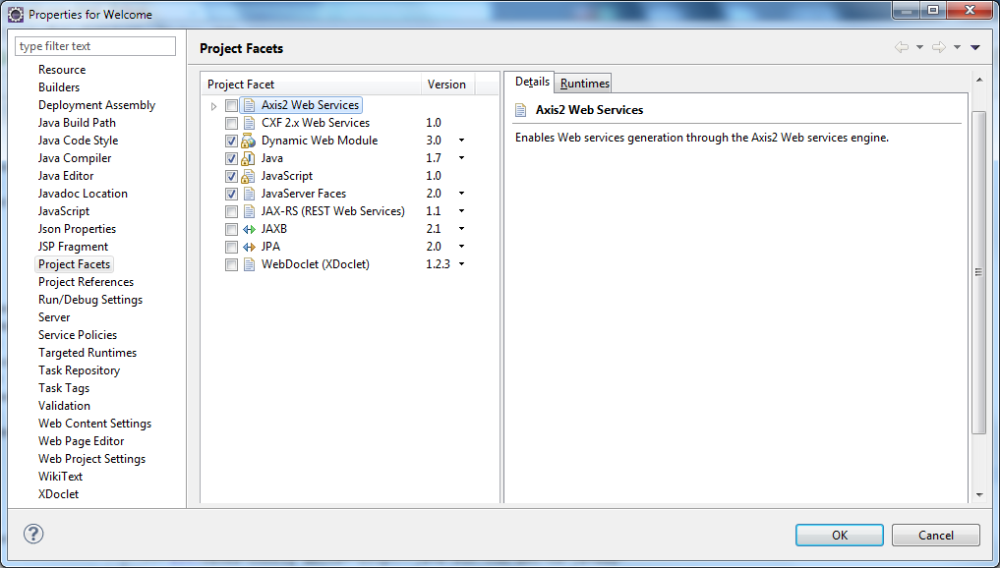 Properties for Welcome
type filter text
Resource
Builders
Deployment Assembly
Java Build Path
Java Code Style
Java Compiler
Java Editor
Javadoc Location
JavaScript
Json Properties
JSP Fragment
Project Facets
Project References
Run/Debug Settings
Server
Service Policies
Targeted Runtimes
Task Repository
Task Tags
Validation
Web Content Settings
Web Page Editor
Web Project Settings
WikiText
XDoclet
Project Facets
Project Facet Version
Axis2 Web Services
CXF 2.x Web Services 1.0
Dynamic Web Module 3.0
Java 1.7
JavaScript 1.0
JavaServer Faces 2.0
JAX-RS (REST Web Services) 1.1
JAXB 2.1
JPA 2.0
WebDoclet (XDoclet) 1.2.3
Details Runtimes
Axis2 Web Services
Enables Web services generation through the Axis2 Web services engine.
? OK Cancel